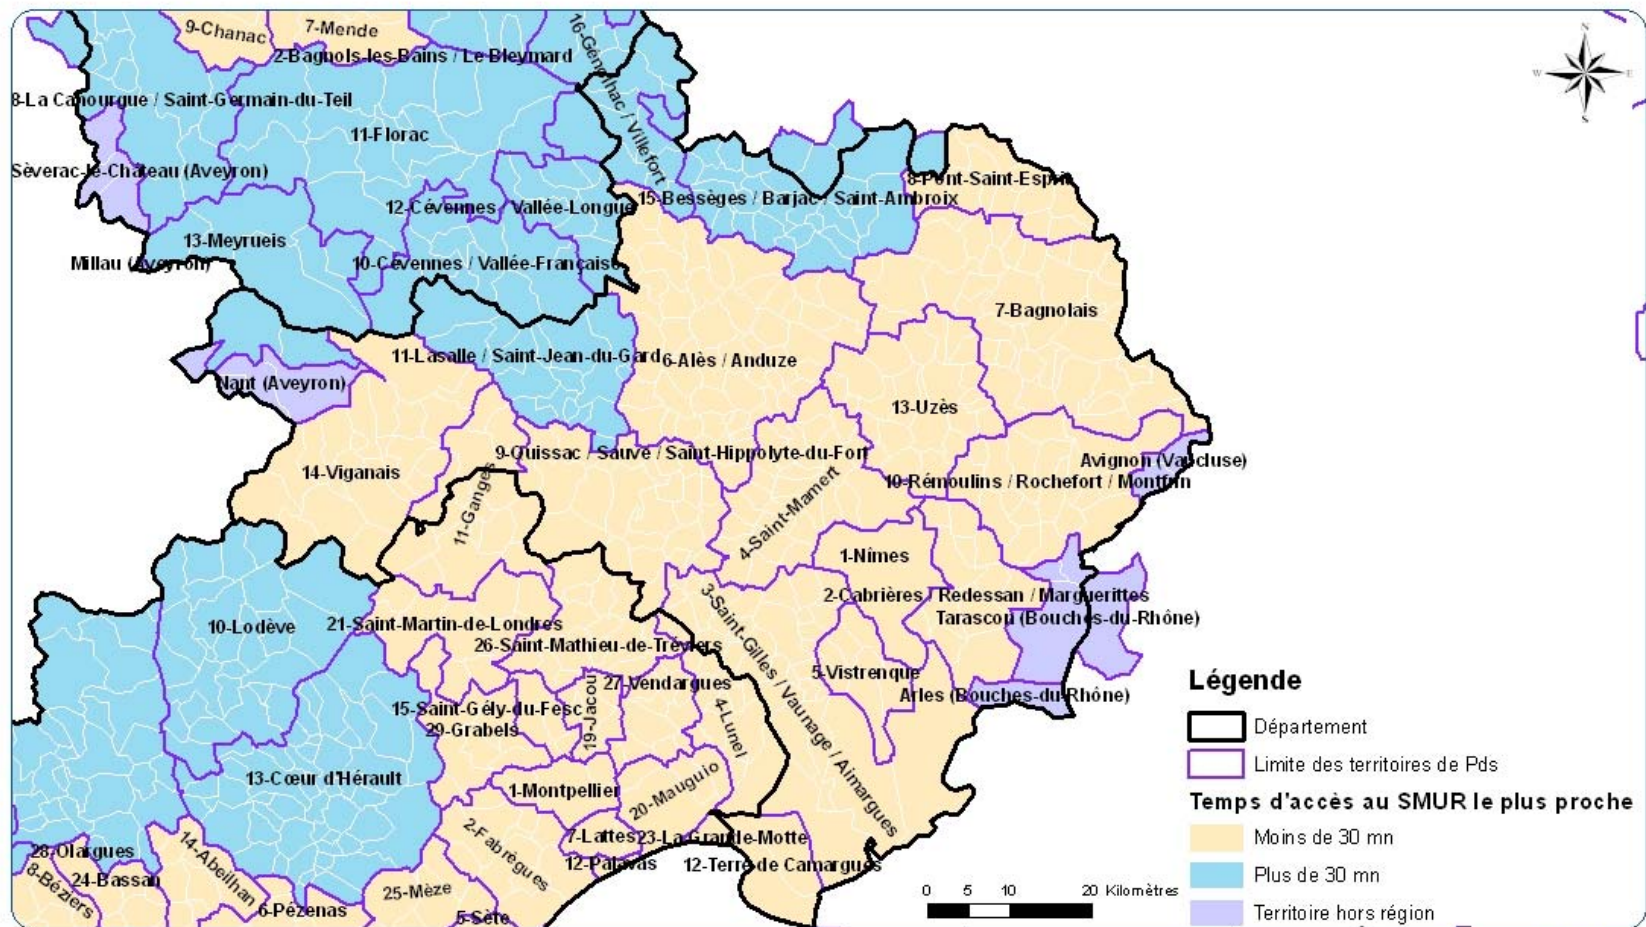 9-Chanac
7-Mende
16-Génolhac / Villefort
2-Bagnols-les-Bains / Le Bleymard
N
W
E
S
8-La Canourgue / Saint-Germain-du-Teil
11-Florac
Sèverac-le-Château (Aveyron)
8-Pont-Saint-Esprit
15-Bessèges / Barjac / Saint-Ambroix
12-Cévennes / Vallée-Longue
13-Meyrueis
Millau (Aveyron)
10-Cévennes / Vallée-Française
7-Bagnolais
11-Lasalle / Saint-Jean-du-Gard
6-Alès / Anduze
Nant (Aveyron)
13-Uzès
9-Quissac / Sauve / Saint-Hippolyte-du-Fort
Avignon (Vaucluse)
14-Viganais
10-Rémoulins / Rochefort / Montfrin
11-Ganges
4-Saint-Mamert
1-Nîmes
2-Cabrières / Redessan / Marguerittes
Tarascon (Bouches-du-Rhône)
10-Lodève
21-Saint-Martin-de-Londres
3-Saint-Gilles / Vaunage / Aimargues
26-Saint-Mathieu-de-Tréviers
5-Vistrenque
27-Vendargues
Arles (Bouches-du-Rhône)
15-Saint-Gély-du-Fesc
19-Jacou
4-Lunel
29-Grabels
13-Cœur d'Hérault
1-Montpellier
20-Mauguio
2-Fabrègues
7-Lattes
23-La Grande-Motte
28-Olargues
14-Abeilhan
12-Palavas
12-Terre de Camargues
24-Bassan
8-Béziers
25-Mèze
6-Pézenas
5-Sète
0 5 10 20 Kilomètres
Légende
Département
Limite des territoires de Pds
Temps d'accès au SMUR le plus proche
Moins de 30 mn
Plus de 30 mn
Territoire hors région